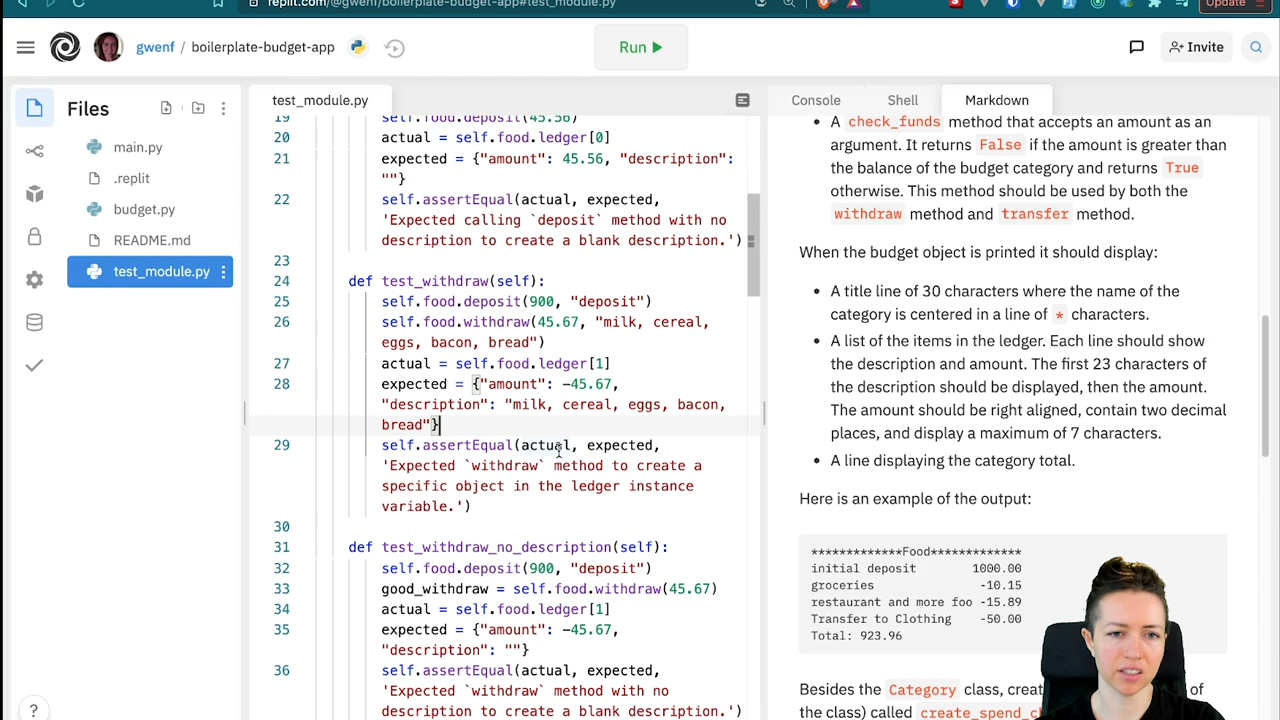 replit.com/@gwenf/boilerplate-budget-app#test_module.py
Update
gwenf / boilerplate-budget-app
Run
Invite
Files
main.py
.replit
budget.py
README.md
test_module.py
?
test_module.py
19 self.food.deposit(45.56)
20 actual = self.food.ledger[0]
21 expected = {"amount": 45.56, "description":
""}
22 self.assertEqual(actual, expected,
'Expected calling `deposit` method with no
description to create a blank description.')
23
24 def test_withdraw(self):
25 self.food.deposit(900, "deposit")
26 self.food.withdraw(45.67, "milk, cereal,
eggs, bacon, bread")
27 actual = self.food.ledger[1]
28 expected = {"amount": -45.67,
"description": "milk, cereal, eggs, bacon,
bread"}
29 self.assertEqual(actual, expected,
'Expected `withdraw` method to create a
specific object in the ledger instance
variable.')
30
31 def test_withdraw_no_description(self):
32 self.food.deposit(900, "deposit")
33 good_withdraw = self.food.withdraw(45.67)
34 actual = self.food.ledger[1]
35 expected = {"amount": -45.67,
"description": ""}
36 self.assertEqual(actual, expected,
'Expected `withdraw` method with no
description to create a blank description.')
Console Shell Markdown
• A check_funds method that accepts an amount as an
argument. It returns False if the amount is greater than
the balance of the budget category and returns True
otherwise. This method should be used by both the
withdraw method and transfer method.
When the budget object is printed it should display:
• A title line of 30 characters where the name of the
category is centered in a line of * characters.
• A list of the items in the ledger. Each line should show
the description and amount. The first 23 characters of
the description should be displayed, then the amount.
The amount should be right aligned, contain two decimal
places, and display a maximum of 7 characters.
• A line displaying the category total.
Here is an example of the output:
*************Food*************
initial deposit 1000.00
groceries -10.15
restaurant and more foo -15.89
Transfer to Clothing -50.00
Total: 923.96
Besides the Category class, creat of
the class) called create_spend_ch